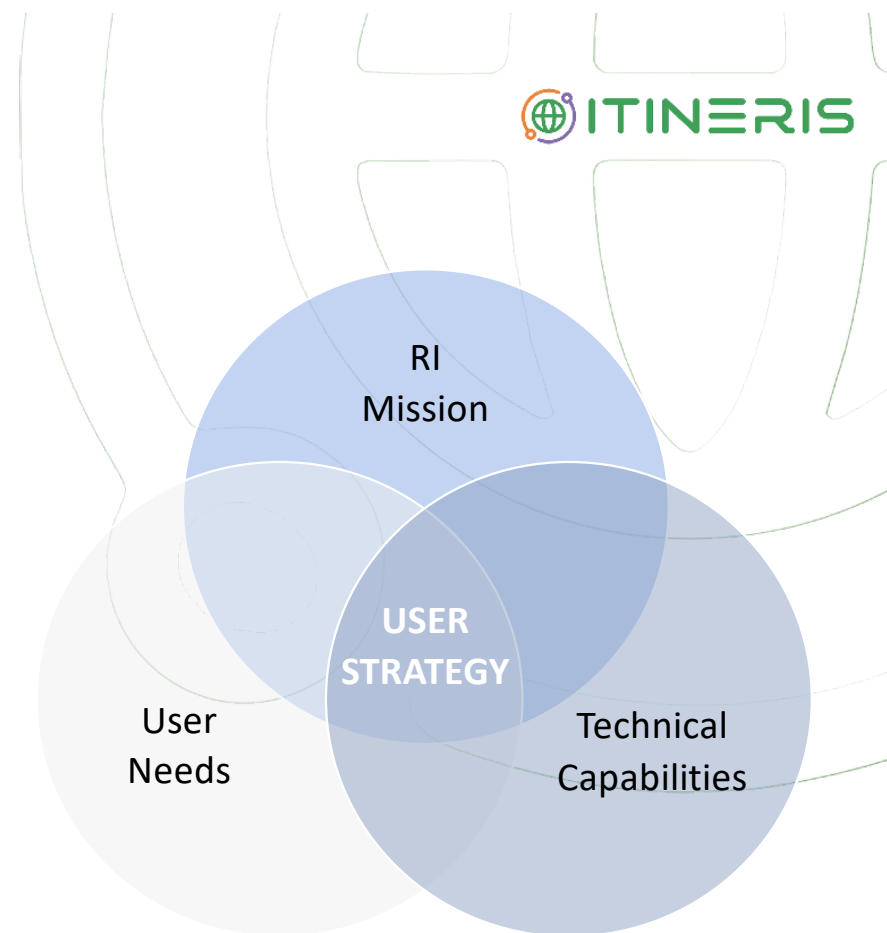 ITINERIS
RI
Mission
USER
STRATEGY
User
Needs
Technical
Capabilities